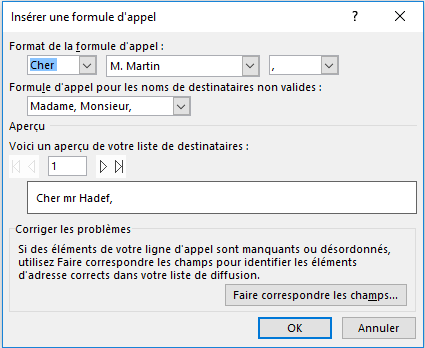 Insérer une formule d'appel ? ×
Format de la formule d'appel :
Cher M. Martin ,
Formule d'appel pour les noms de destinataires non valides :
Madame, Monsieur,
Aperçu
Voici un aperçu de votre liste de destinataires :
1
Cher mr Hadef,
Corriger les problèmes
Si des éléments de votre ligne d'appel sont manquants ou désordonnés,
utilisez Faire correspondre les champs pour identifier les éléments
d'adresse corrects dans votre liste de diffusion.
Faire correspondre les champs...
OK Annuler